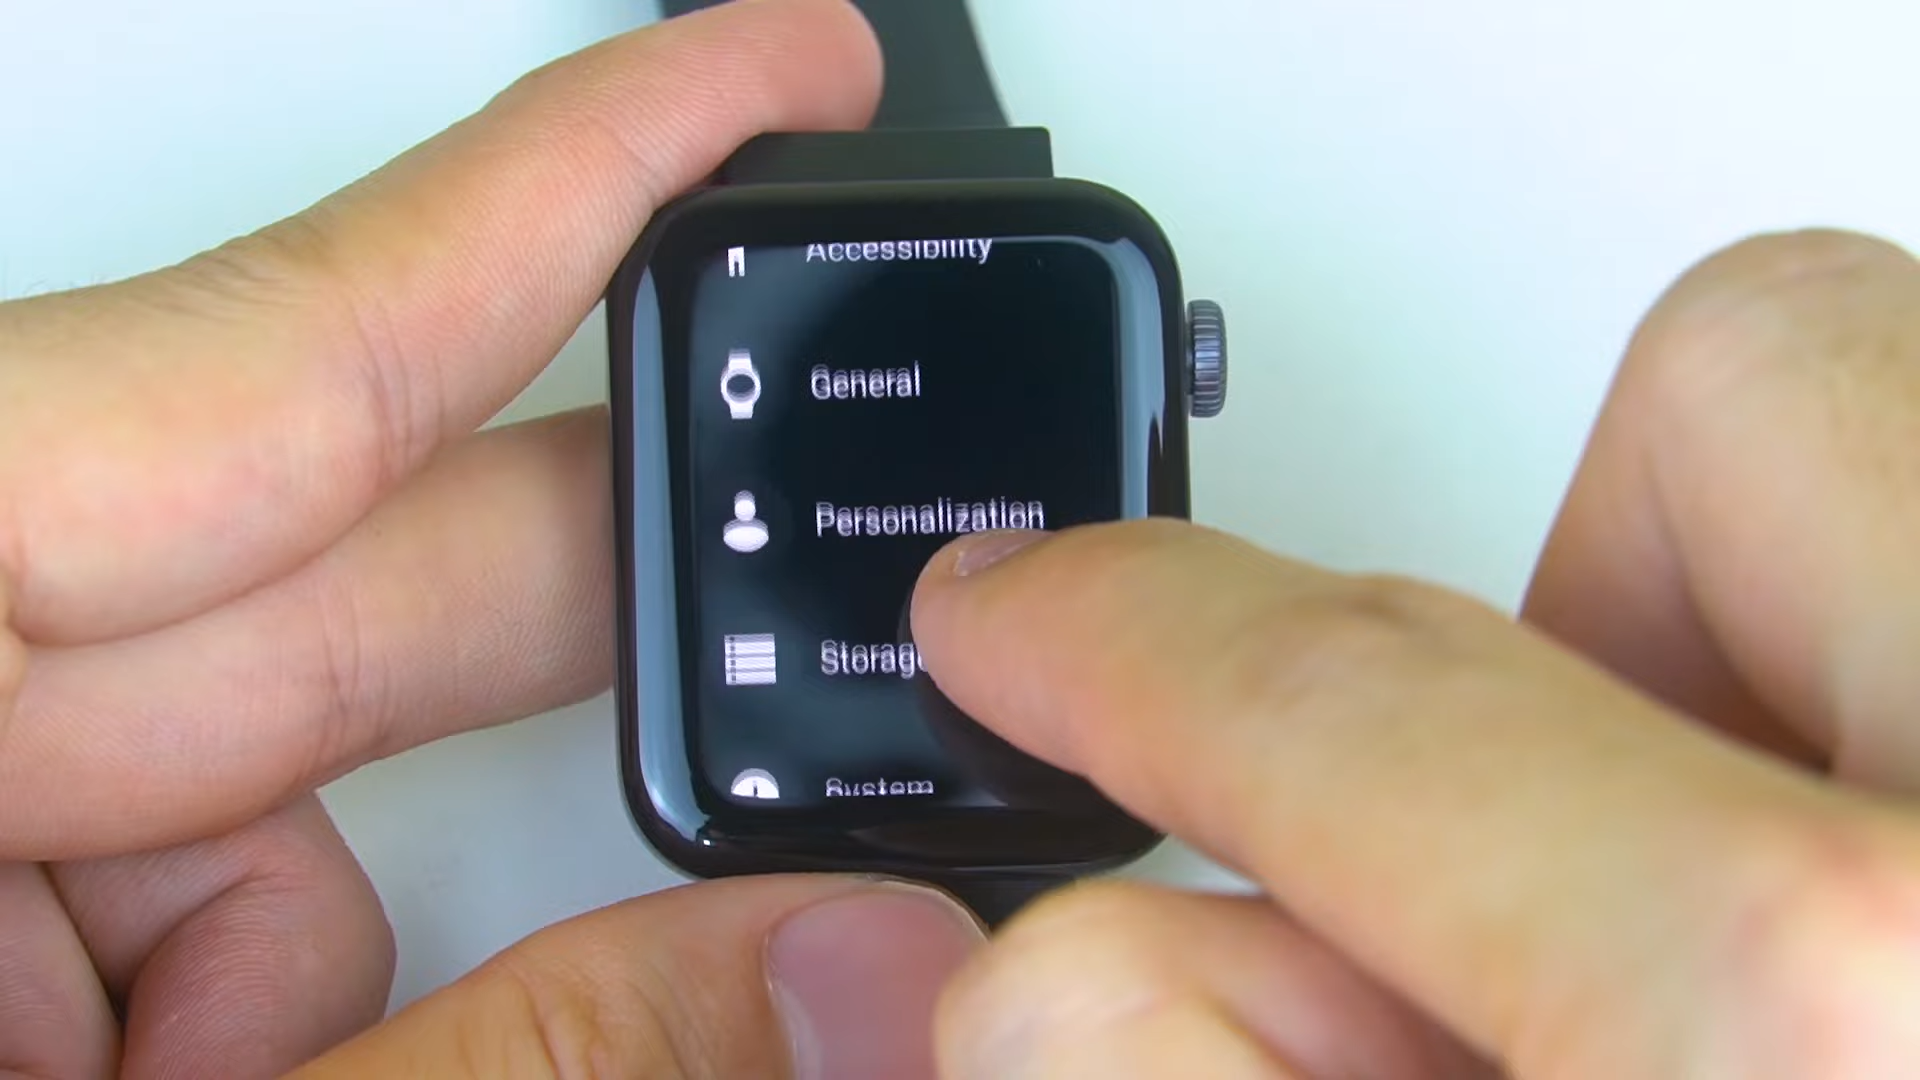 Accessibility
General
Personalization
Storage
System